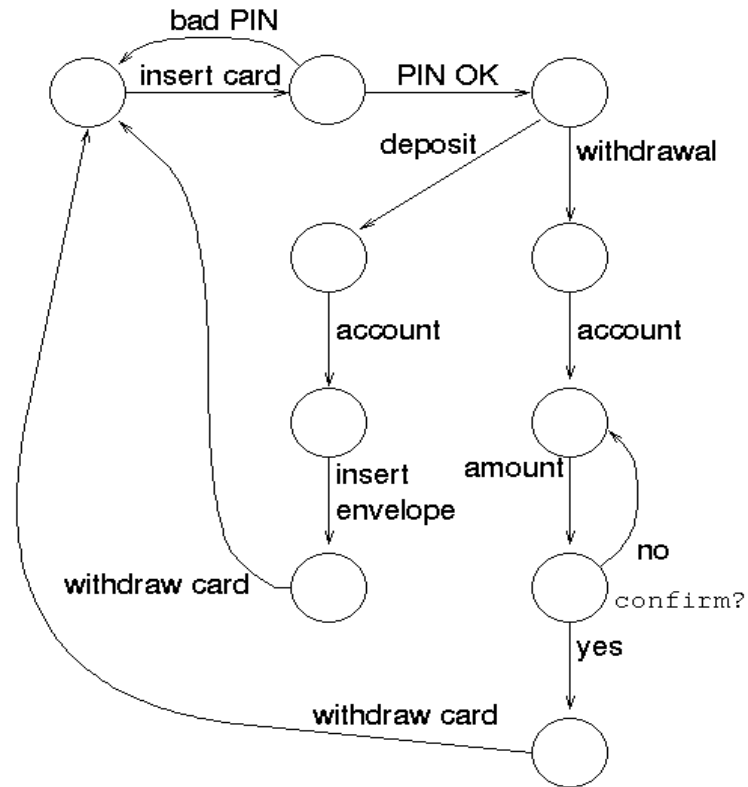 bad PIN
insert card
PIN OK
deposit
withdrawal
account
account
insert
envelope
amount
no
confirm?
withdraw card
yes
withdraw card